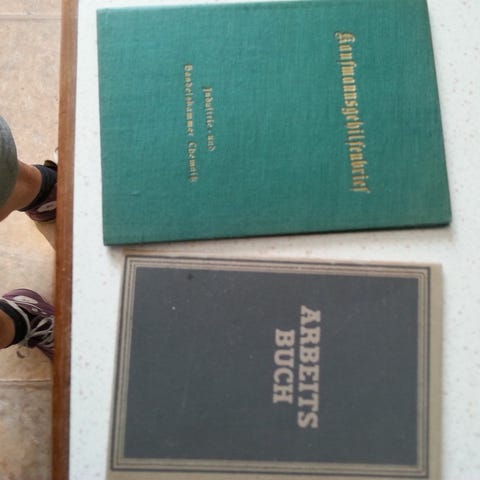 Kaufmannsgehilfenbrief
Industrie- und
Handelskammer Chemnitz
ARBEITS
BUCH